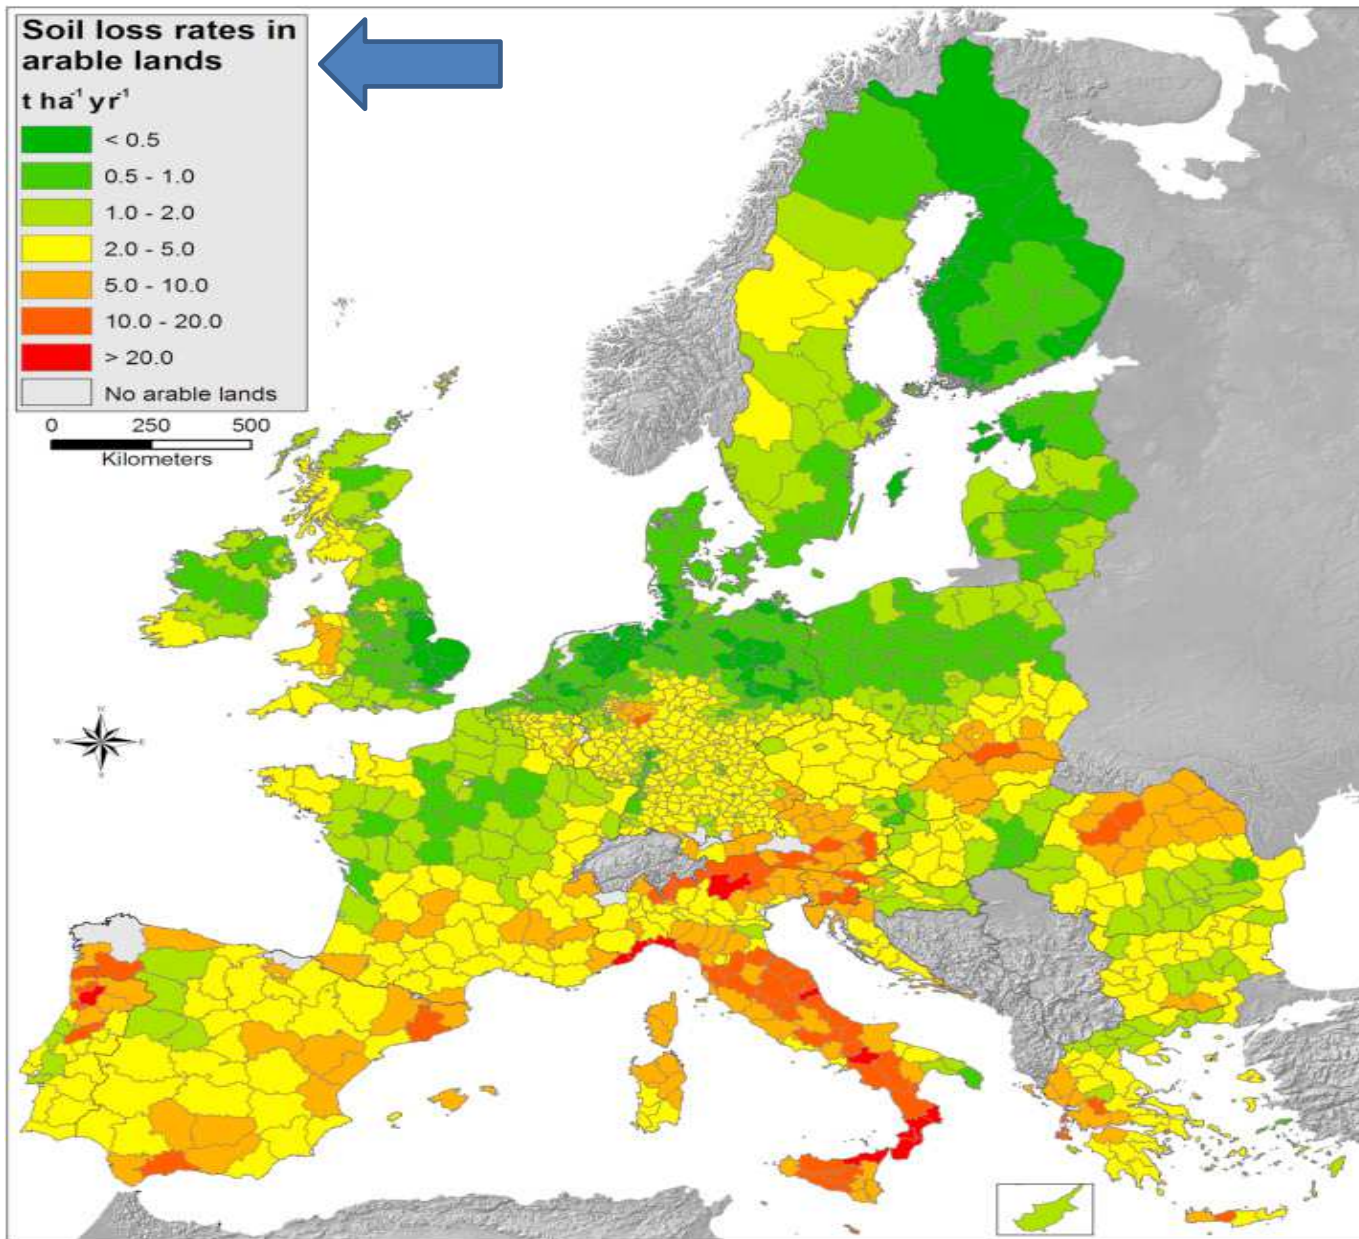 Soil loss rates in
arable lands
t ha⁻¹ yr⁻¹
< 0.5
0.5 - 1.0
1.0 - 2.0
2.0 - 5.0
5.0 - 10.0
10.0 - 20.0
> 20.0
No arable lands
0 250 500
Kilometers